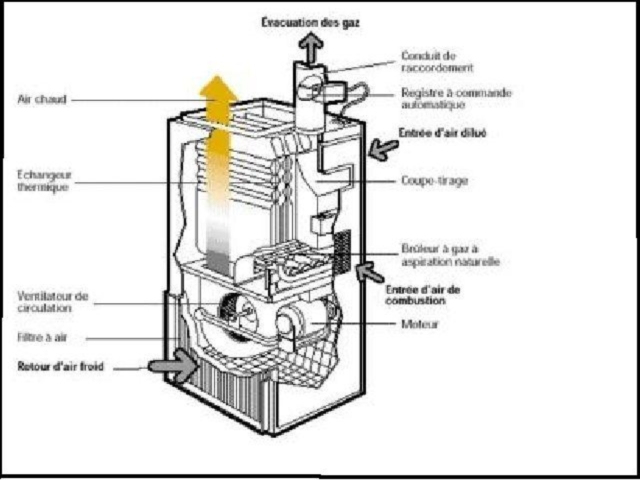 Évacuation des gaz
Conduit de
raccordement
Air chaud
Registre à commande
automatique
Entrée d'air dilué
Échangeur
thermique
Coupe-tirage
Brûleur à gaz à
aspiration naturelle
Entrée d'air de
combustion
Ventilateur de
circulation
Moteur
Filtre à air
Retour d'air froid